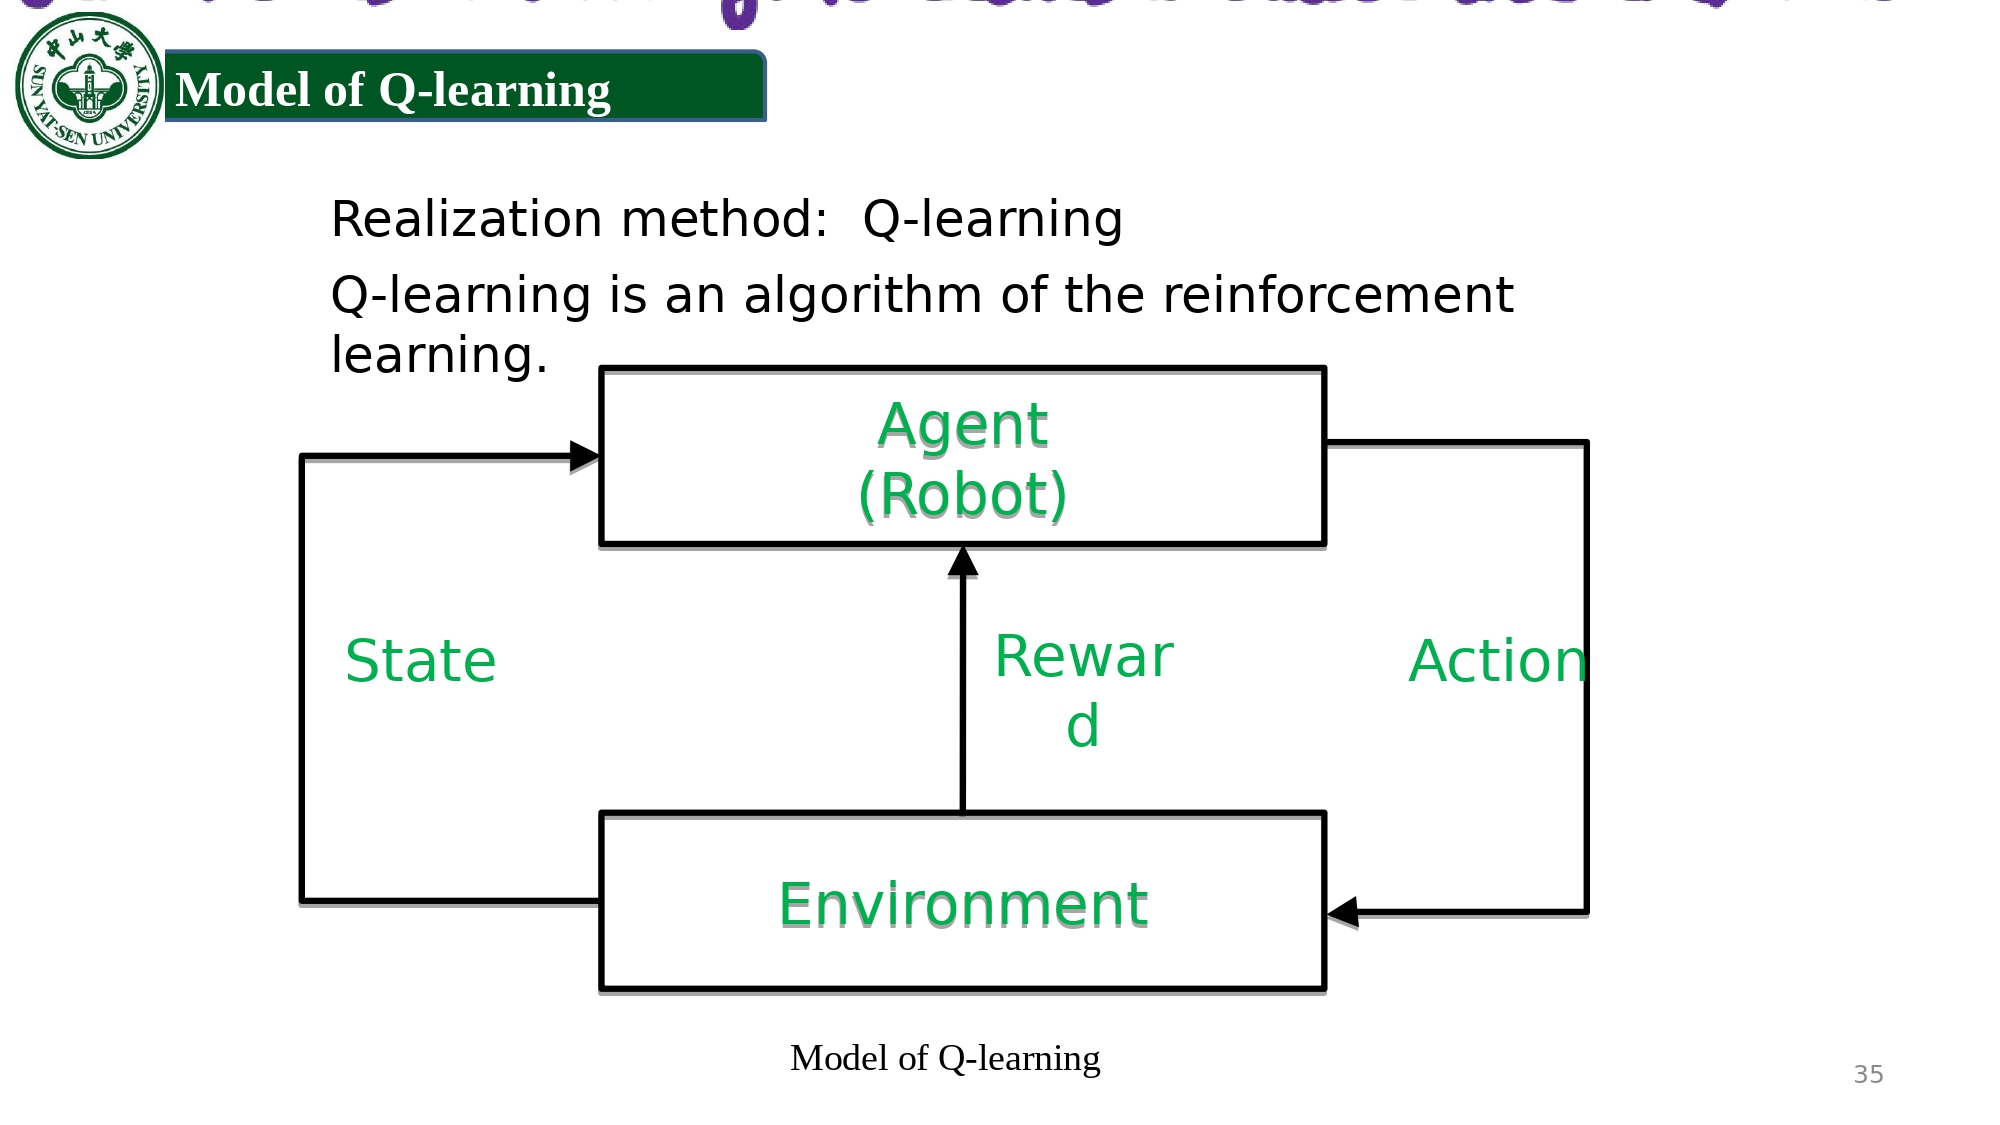 中山大學
SUN YAT-SEN UNIVERSITY
Model of Q-learning
Realization method:  Q-learning
Q-learning is an algorithm of the reinforcement
learning.
Agent
(Robot)
State
Rewar
d
Action
Environment
Model of Q-learning
35